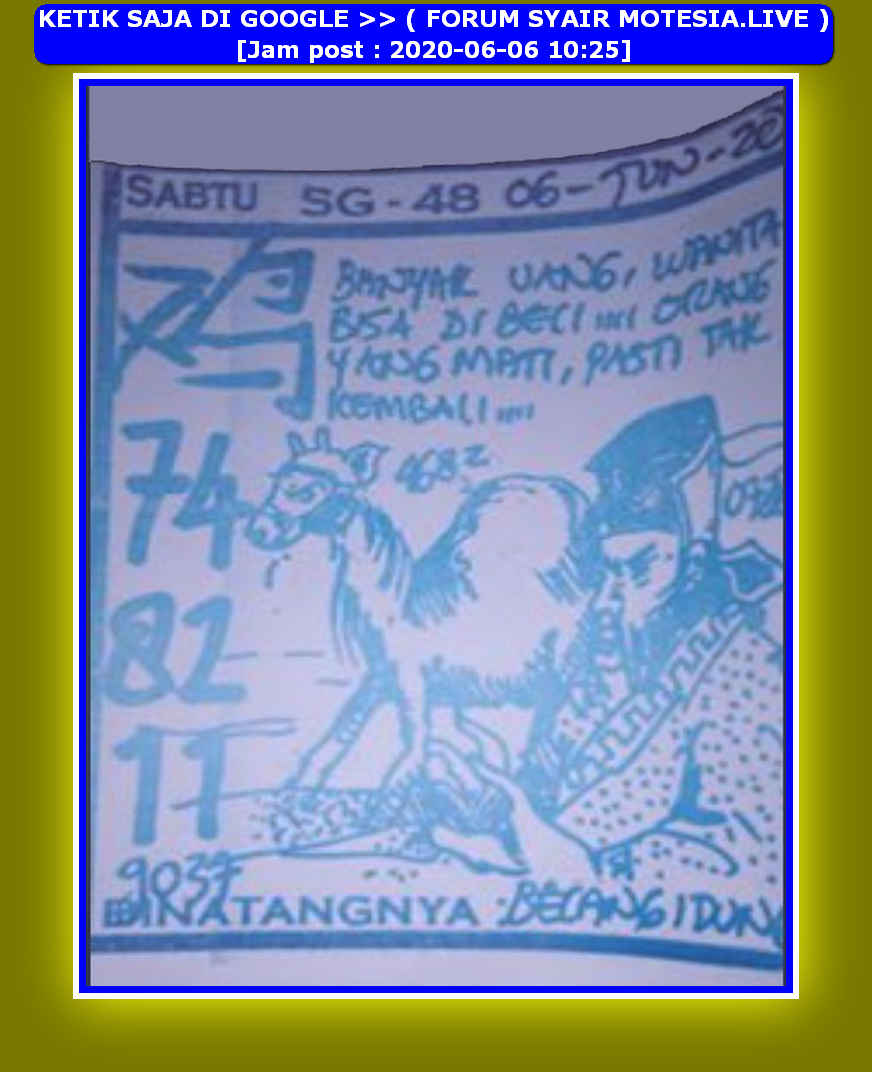 KETIK SAJA DI GOOGLE >> ( FORUM SYAIR MOTESIA.LIVE )
[Jam post : 2020-06-06 10:25]
SABTU SG-48 06-JUN-20
鸡
BANYAK UANG, WANITA
BISA DI BELI .... ORANG
YANG MATI, PASTI TAK
KEMBALI ....
74
4682
82
11
9037
BINATANGNYA :